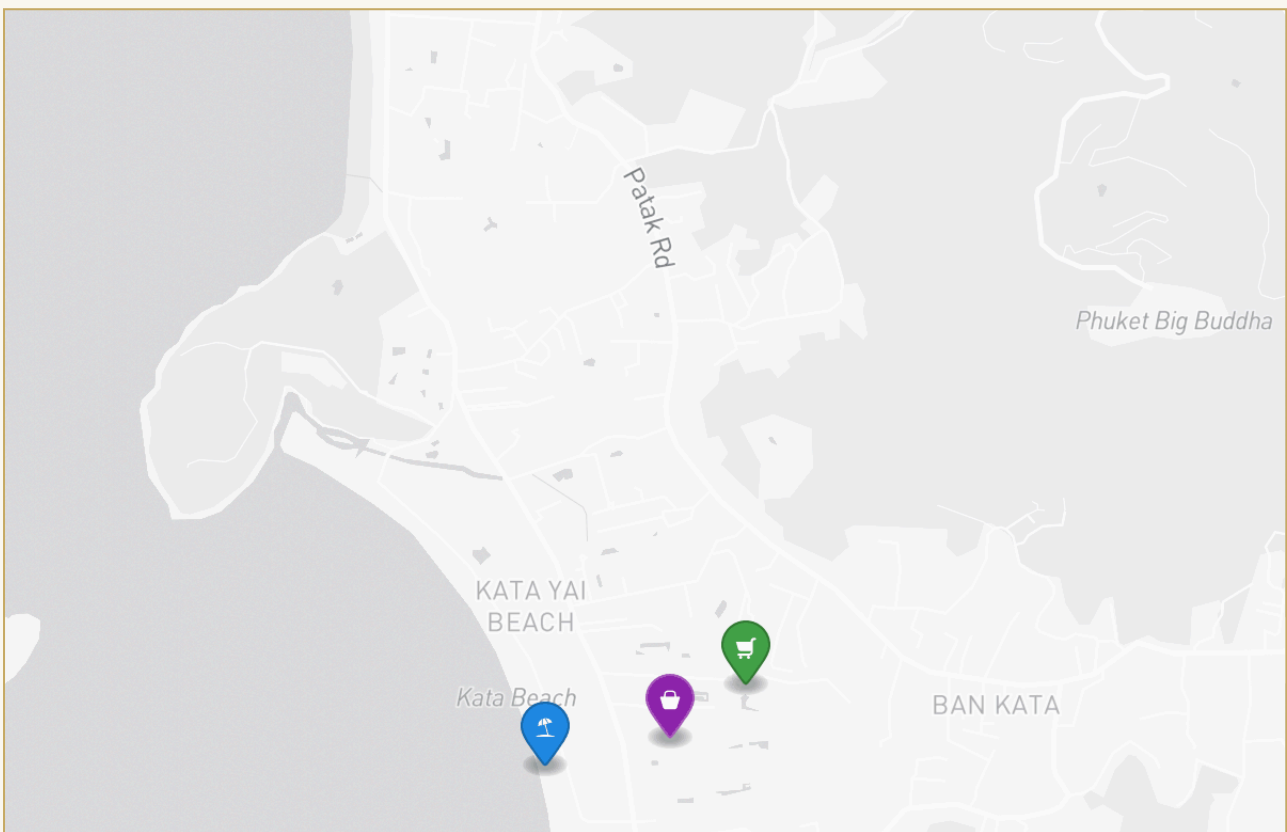 Patak Rd
Phuket Big Buddha
KATA YAI
BEACH
Kata Beach
BAN KATA